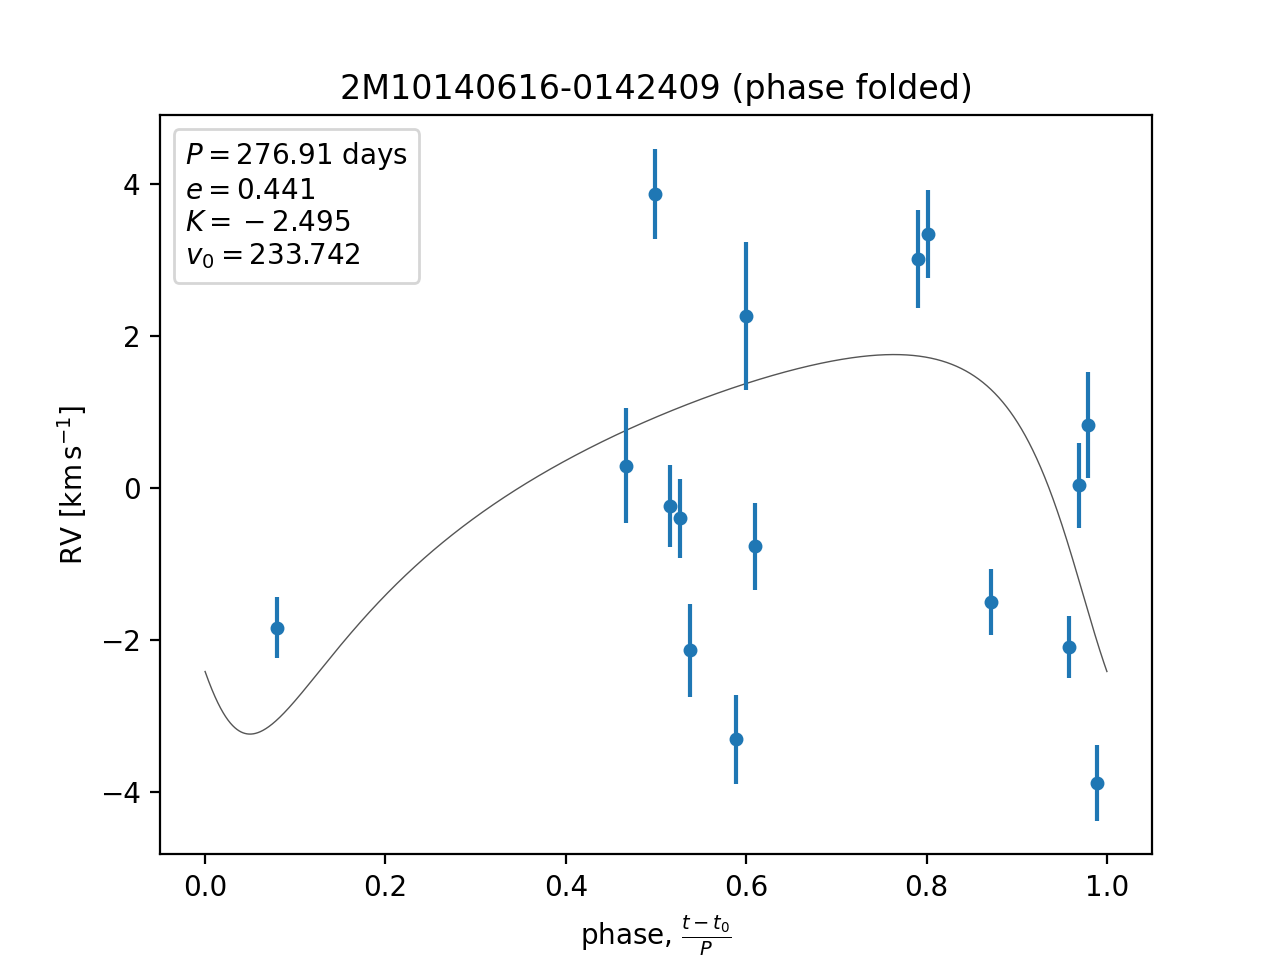 2M10140616-0142409 (phase folded)
P = 276.91 days
e = 0.441
K = −2.495
v₀ = 233.742
4
2
0
−2
−4
RV [km s⁻¹]
0.0 0.2 0.4 0.6 0.8 1.0
phase, (t − t₀)/P